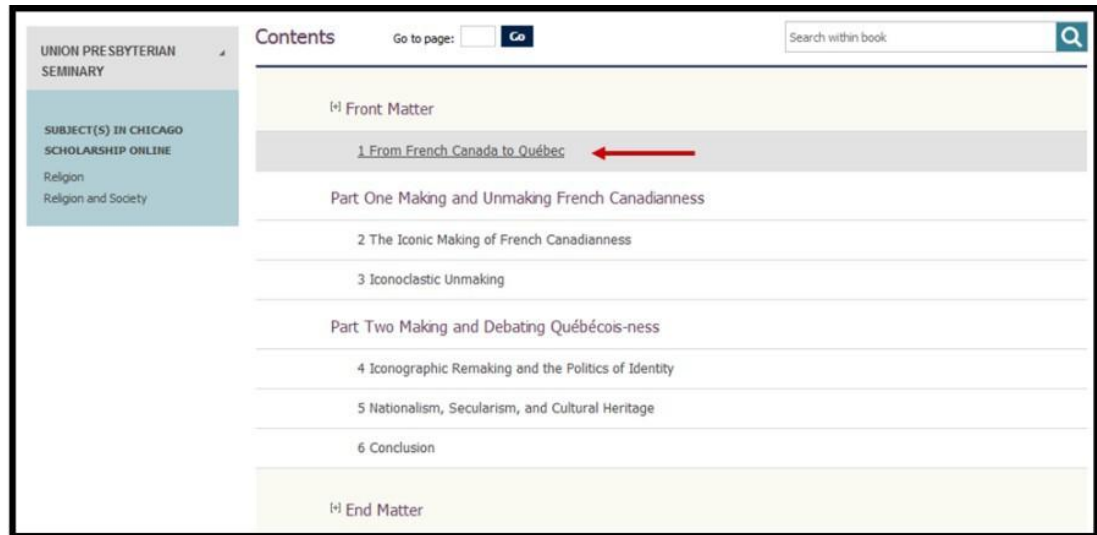 UNION PRESBYTERIAN
SEMINARY
SUBJECT(S) IN CHICAGO
SCHOLARSHIP ONLINE
Religion
Religion and Society
Contents
Go to page:
Go
Search within book
[+] Front Matter
1 From French Canada to Québec
Part One Making and Unmaking French Canadianness
2 The Iconic Making of French Canadianness
3 Iconoclastic Unmaking
Part Two Making and Debating Québécois-ness
4 Iconographic Remaking and the Politics of Identity
5 Nationalism, Secularism, and Cultural Heritage
6 Conclusion
[+] End Matter